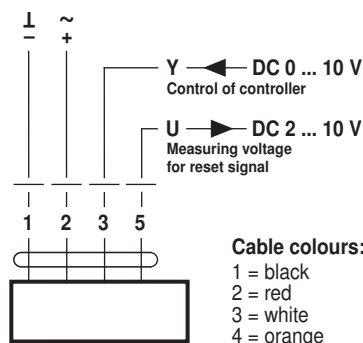 ⊥ ~
– +
Y DC 0 ... 10 V
Control of controller
U DC 2 ... 10 V
Measuring voltage
for reset signal
1 2 3 5
Cable colours:
1 = black
2 = red
3 = white
4 = orange